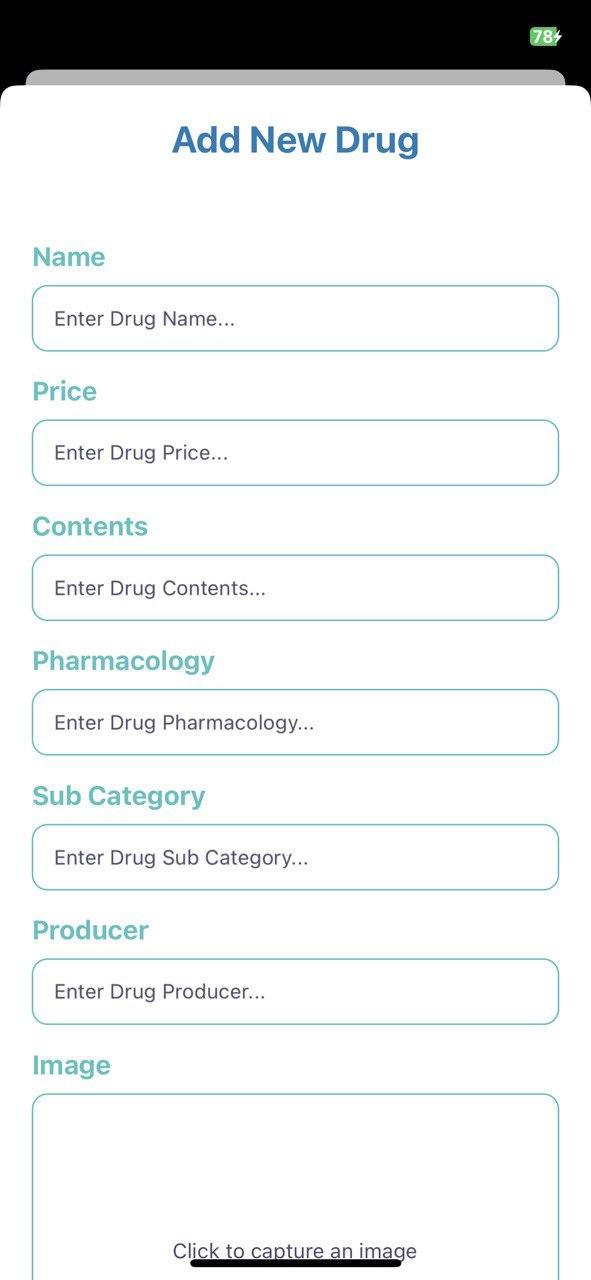 78
Add New Drug
Name
Enter Drug Name...
Price
Enter Drug Price...
Contents
Enter Drug Contents...
Pharmacology
Enter Drug Pharmacology...
Sub Category
Enter Drug Sub Category...
Producer
Enter Drug Producer...
Image
Click to capture an image